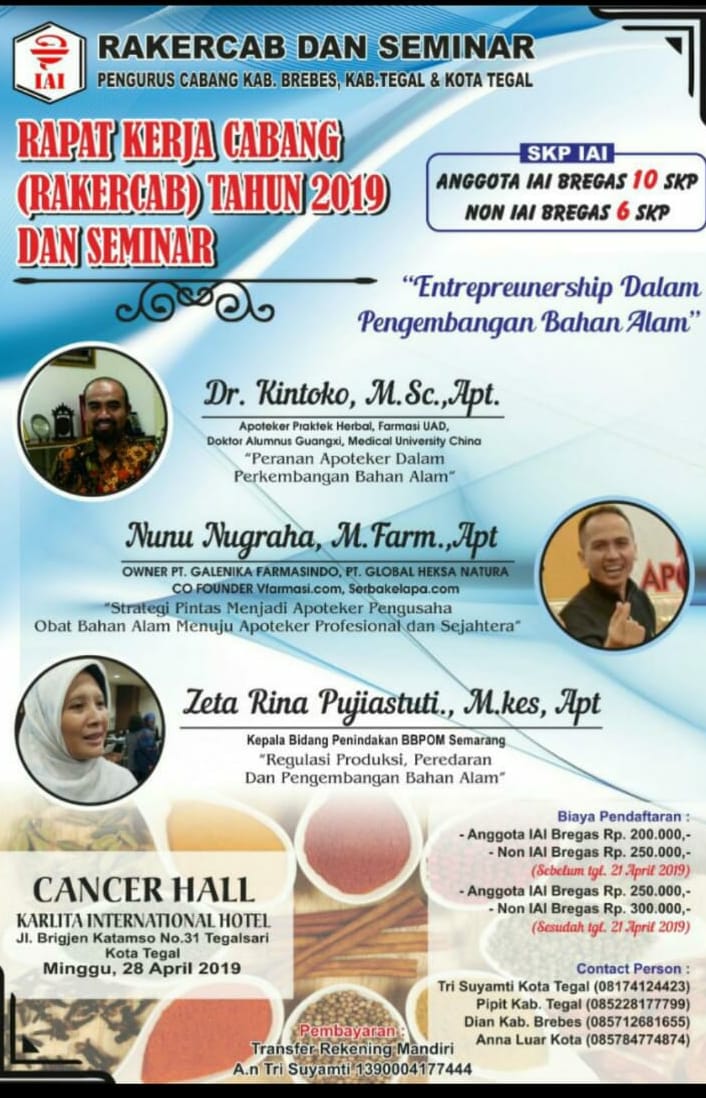 IAI
RAKERCAB DAN SEMINAR
PENGURUS CABANG KAB. BREBES, KAB.TEGAL & KOTA TEGAL
RAPAT KERJA CABANG
(RAKERCAB) TAHUN 2019
DAN SEMINAR
SKP IAI
ANGGOTA IAI BREGAS 10 SKP
NON IAI BREGAS 6 SKP
"Entrepreunership Dalam
Pengembangan Bahan Alam"
Dr. Kintoko, M.Sc.,Apt.
Apoteker Praktek Herbal, Farmasi UAD,
Doktor Alumnus Guangxi, Medical University China
"Peranan Apoteker Dalam
Perkembangan Bahan Alam"
Nunu Nugraha, M.Farm.,Apt
OWNER PT. GALENIKA FARMASINDO, PT. GLOBAL HEKSA NATURA
CO FOUNDER Vfarmasi.com, Serbakelapa.com
"Strategi Pintas Menjadi Apoteker Pengusaha
Obat Bahan Alam Menuju Apoteker Profesional dan Sejahtera"
APO
Zeta Rina Pujiastuti., M.kes, Apt
Kepala Bidang Penindakan BBPOM Semarang
"Regulasi Produksi, Peredaran
Dan Pengembangan Bahan Alam"
Biaya Pendaftaran :
- Anggota IAI Bregas Rp. 200.000,-
- Non IAI Bregas Rp. 250.000,-
(Sebelum tgl. 21 April 2019)
- Anggota IAI Bregas Rp. 250.000,-
- Non IAI Bregas Rp. 300.000,-
(Sesudah tgl. 21 April 2019)
CANCER HALL
KARLITA INTERNATIONAL HOTEL
Jl. Brigjen Katamso No.31 Tegalsari
Kota Tegal
Minggu, 28 April 2019
Contact Person :
Tri Suyamti Kota Tegal (08174124423)
Pipit Kab. Tegal (085228177799)
Dian Kab. Brebes (085712681655)
Anna Luar Kota (085784774874)
Pembayaran :
Transfer Rekening Mandiri
A.n Tri Suyamti 1390004177444